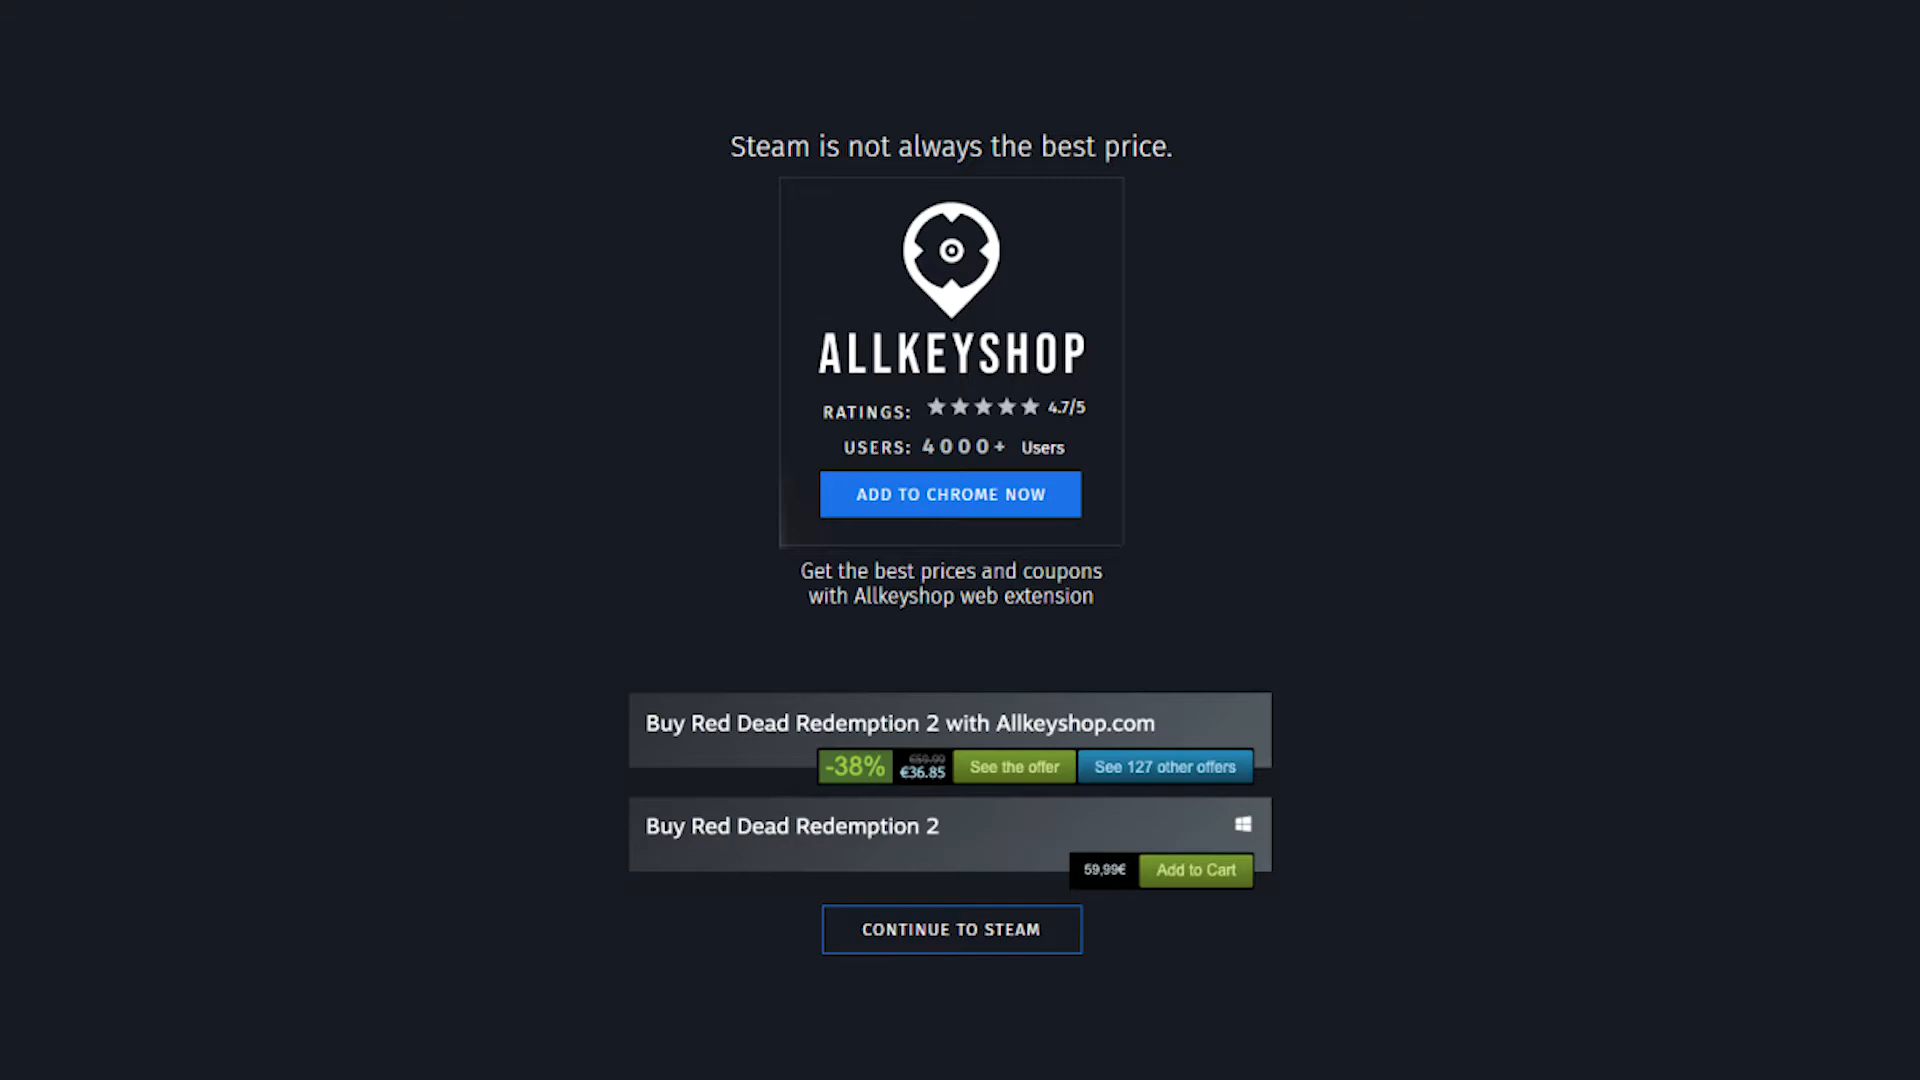 Steam is not always the best price.
ALLKEYSHOP
RATINGS: 4.7/5
USERS: 4000+ Users
ADD TO CHROME NOW
Get the best prices and coupons
with Allkeyshop web extension
Buy Red Dead Redemption 2 with Allkeyshop.com
-38% €59.99 €36.85 See the offer See 127 other offers
Buy Red Dead Redemption 2
59,99€ Add to Cart
CONTINUE TO STEAM